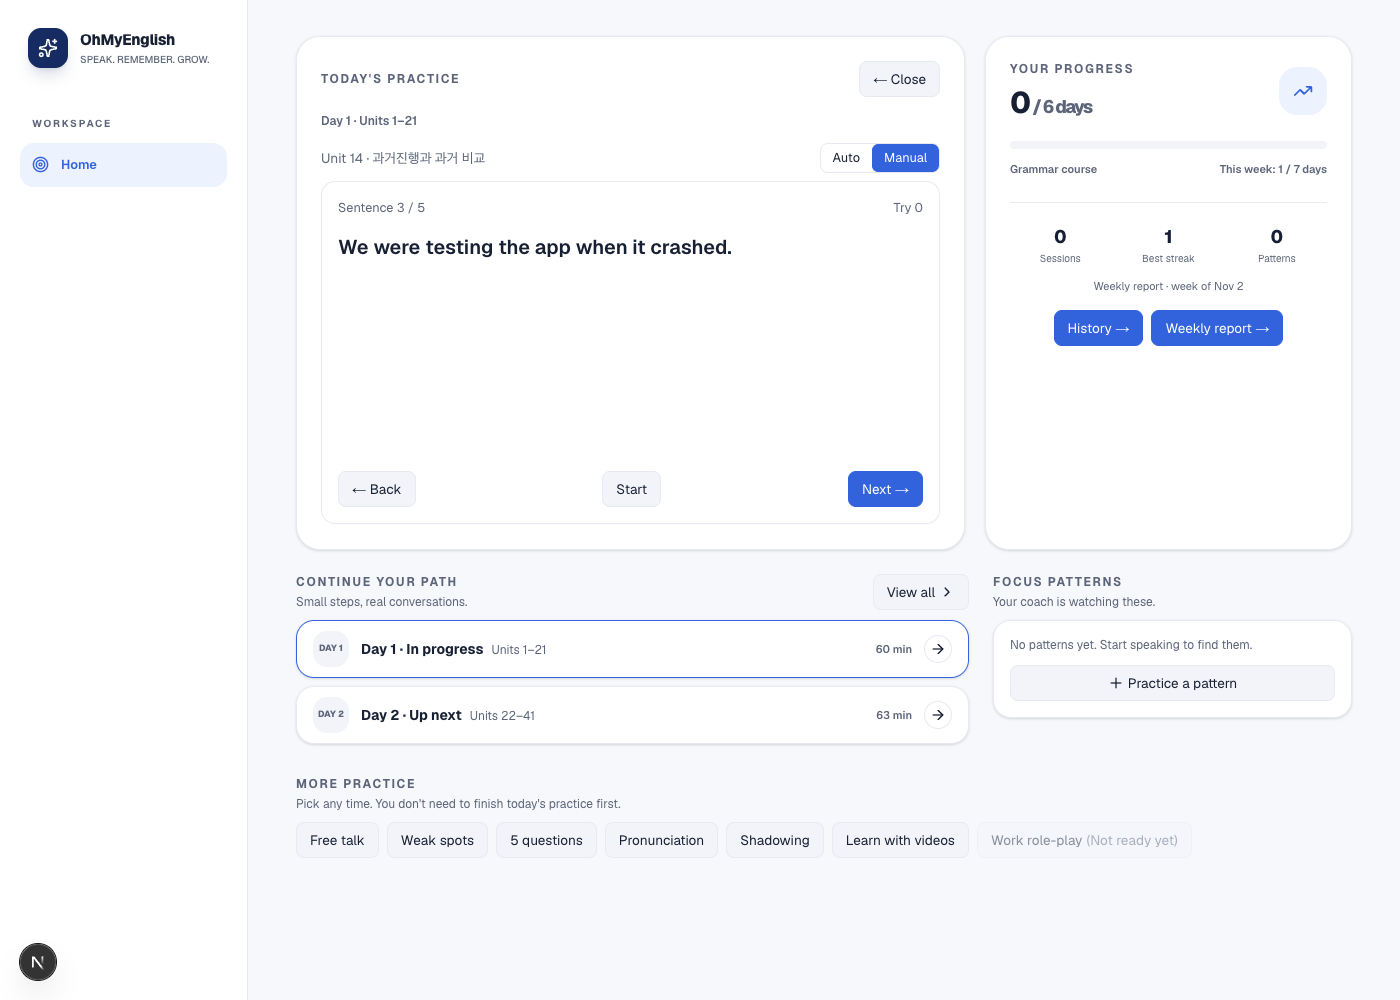 OhMyEnglish
SPEAK. REMEMBER. GROW.
WORKSPACE
Home
TODAY'S PRACTICE
← Close
Day 1 · Units 1–21
Unit 14 · 과거진행과 과거 비교
Auto
Manual
Sentence 3 / 5
Try 0
We were testing the app when it crashed.
← Back
Start
Next →
YOUR PROGRESS
0 / 6 days
Grammar course
This week: 1 / 7 days
0
Sessions
1
Best streak
0
Patterns
Weekly report · week of Nov 2
History →
Weekly report →
CONTINUE YOUR PATH
Small steps, real conversations.
View all
DAY 1
Day 1 · In progress Units 1–21
60 min
DAY 2
Day 2 · Up next Units 22–41
63 min
FOCUS PATTERNS
Your coach is watching these.
No patterns yet. Start speaking to find them.
+ Practice a pattern
MORE PRACTICE
Pick any time. You don't need to finish today's practice first.
Free talk
Weak spots
5 questions
Pronunciation
Shadowing
Learn with videos
Work role-play (Not ready yet)
N